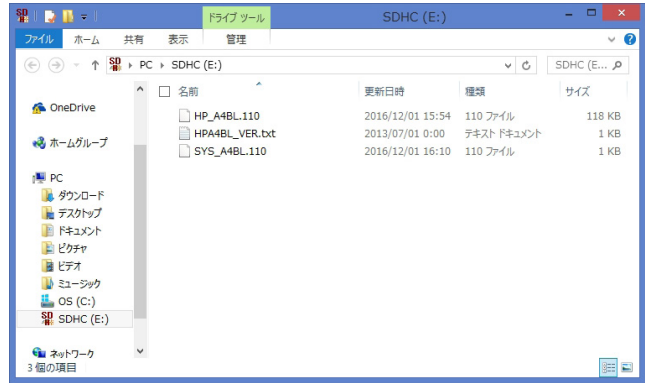 ドライブ ツール
SDHC (E:)
ファイル ホーム 共有 表示 管理
PC SDHC (E:) SDHC (E...
名前 更新日時 種類 サイズ
OneDrive
ホームグループ
PC
ダウンロード
デスクトップ
ドキュメント
ピクチャ
ビデオ
ミュージック
OS (C:)
SDHC (E:)
ネットワーク
HP_A4BL.110 2016/12/01 15:54 110 ファイル 118 KB
HPA4BL_VER.txt 2013/07/01 0:00 テキスト ドキュメント 1 KB
SYS_A4BL.110 2016/12/01 16:10 110 ファイル 1 KB
3 個の項目